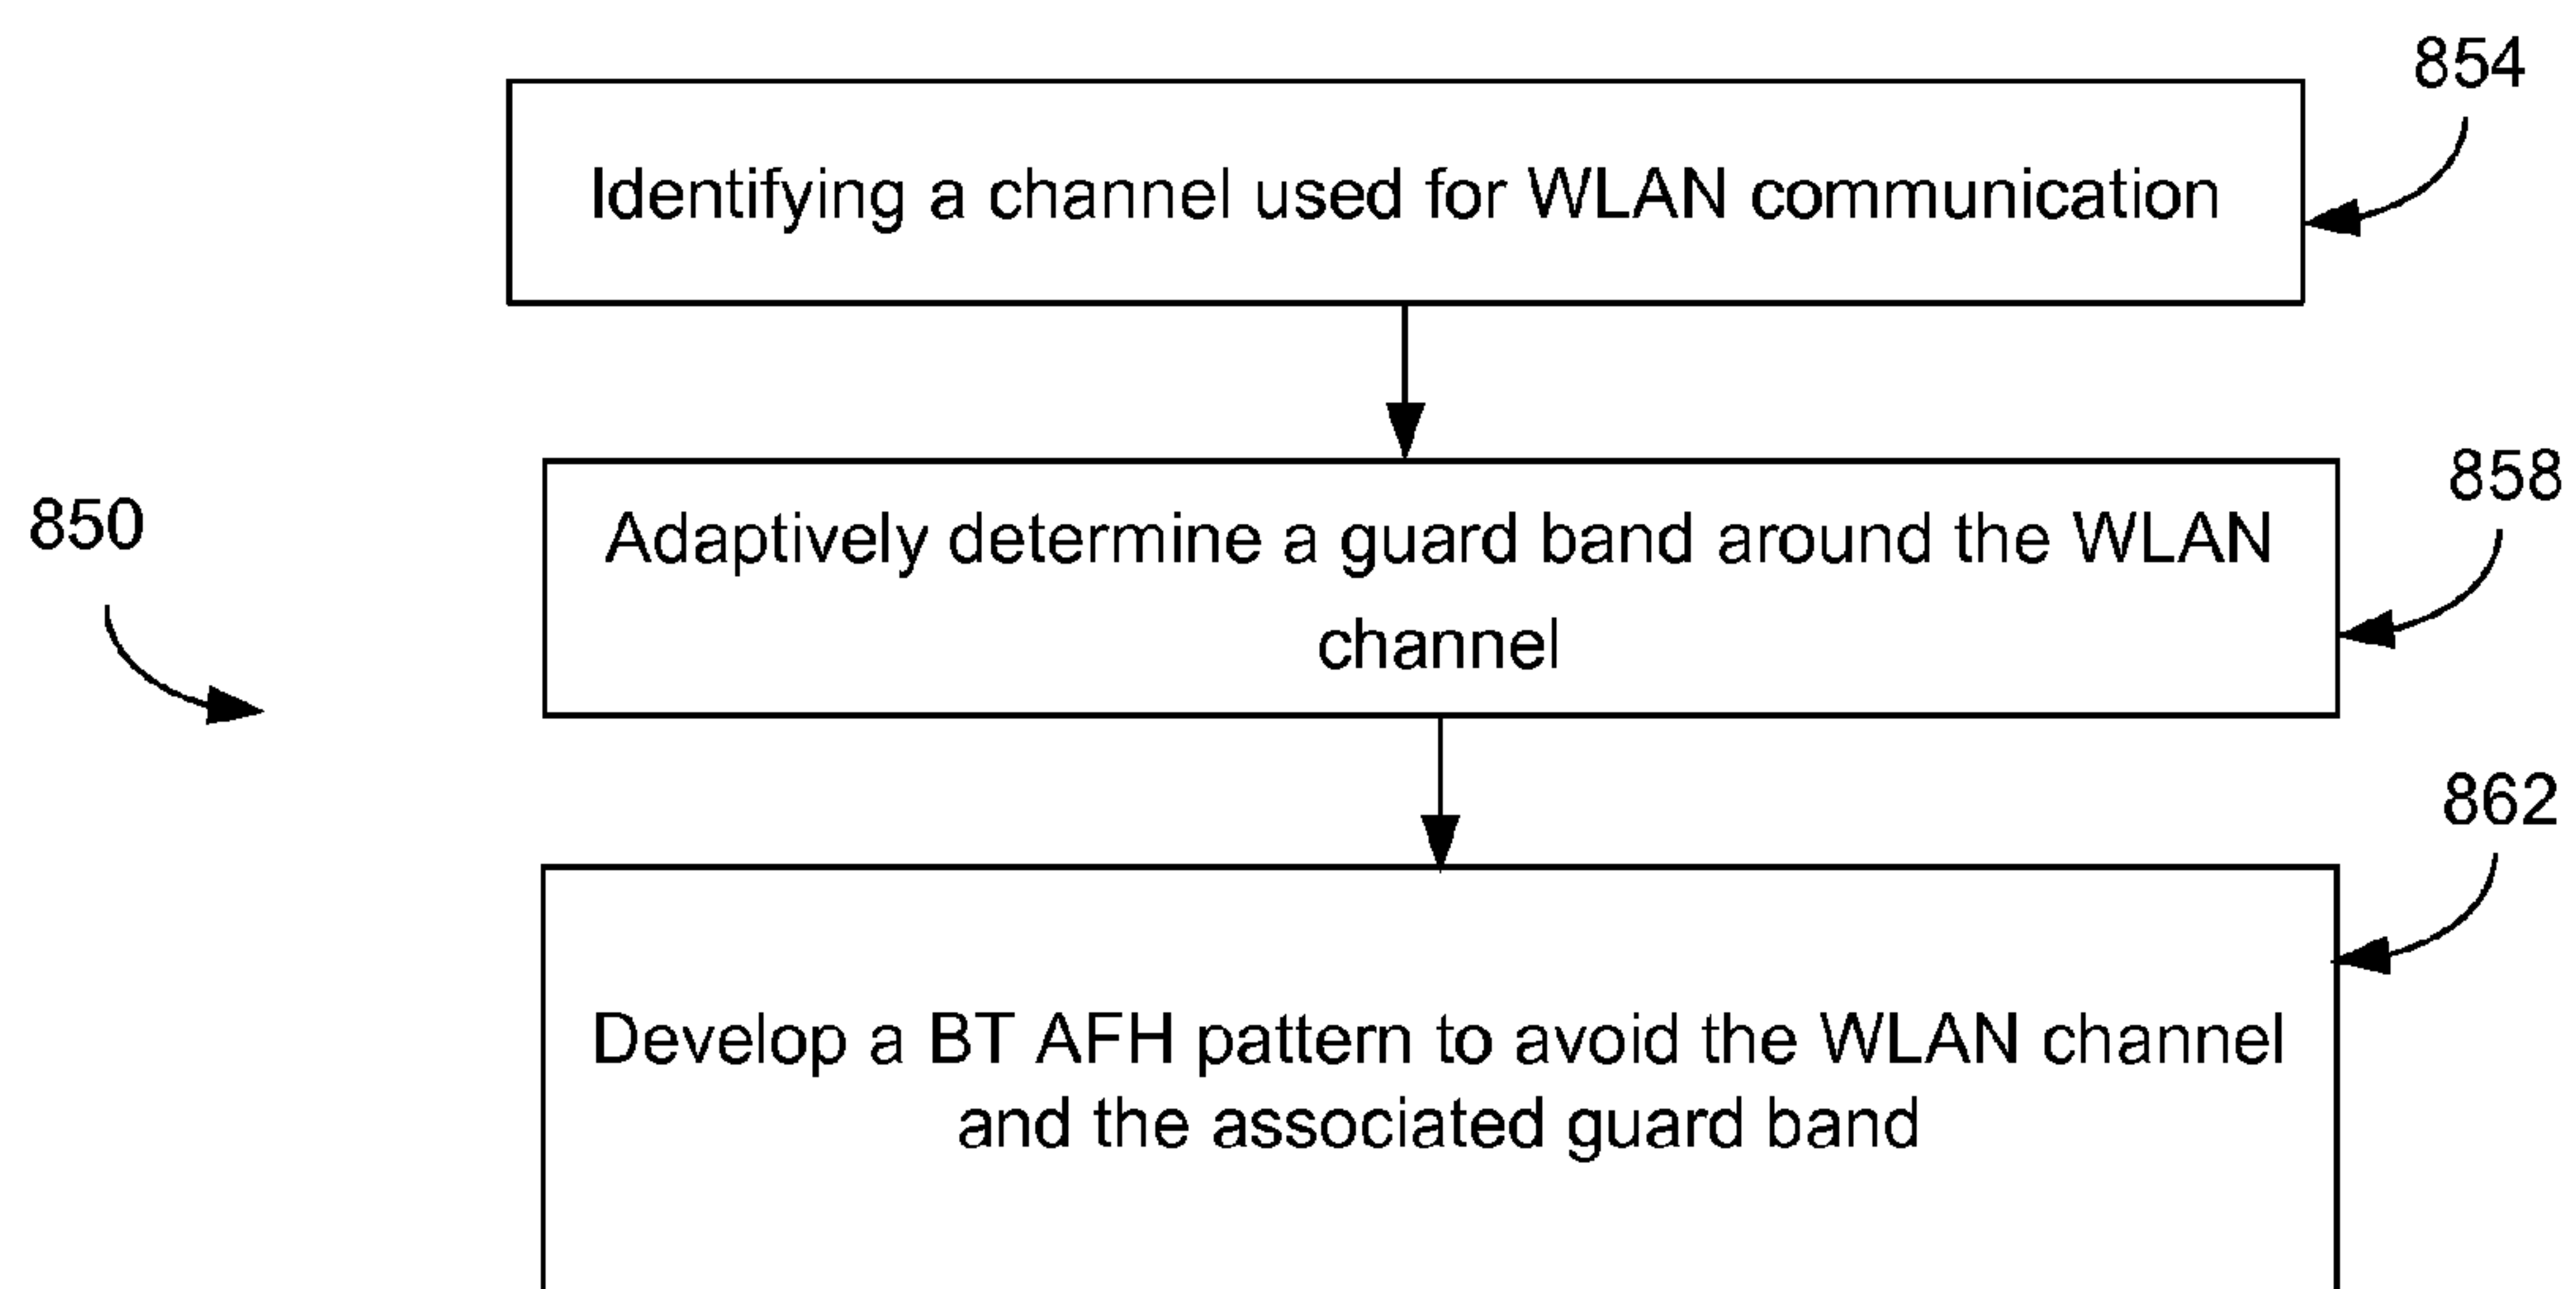 854
Identifying a channel used for WLAN communication
858
850
Adaptively determine a guard band around the WLAN
channel
862
Develop a BT AFH pattern to avoid the WLAN channel
and the associated guard band